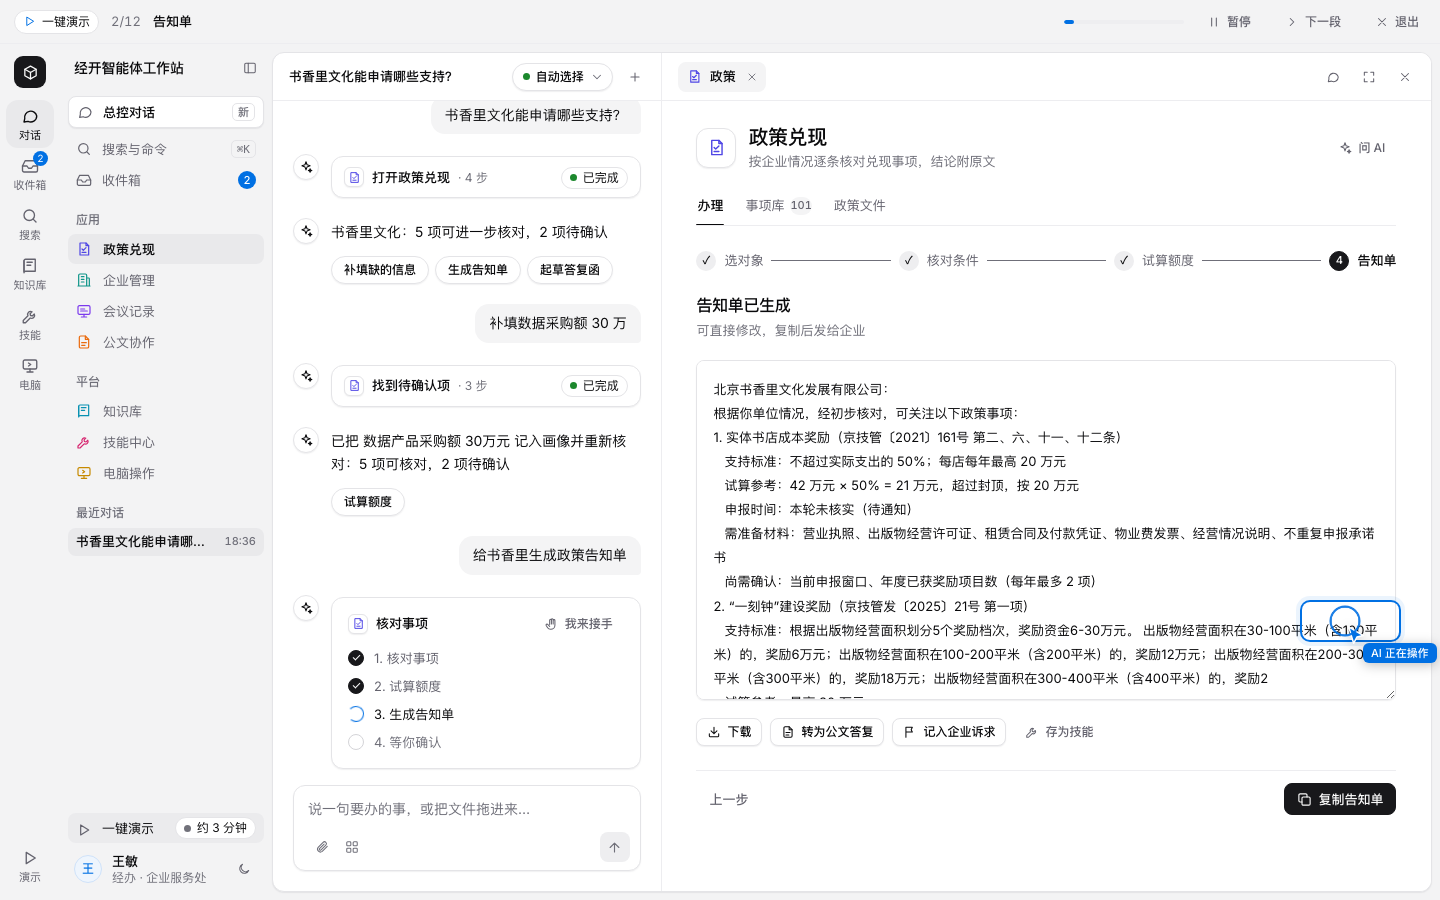 一键演示
2/12
告知单
暂停
下一段
退出
对话
2
收件箱
搜索
知识库
技能
电脑
演示
经开智能体工作站
总控对话
新
搜索与命令
⌘K
收件箱
2
应用
政策兑现
企业管理
会议记录
公文协作
平台
知识库
技能中心
电脑操作
最近对话
书香里文化能申请哪...
18:36
一键演示
约 3 分钟
王
王敏
经办 · 企业服务处
书香里文化能申请哪些支持?
自动选择
书香里文化能申请哪些支持?
打开政策兑现 · 4 步
已完成
书香里文化：5 项可进一步核对，2 项待确认
补填缺的信息
生成告知单
起草答复函
补填数据采购额 30 万
找到待确认项 · 3 步
已完成
已把 数据产品采购额 30万元 记入画像并重新核
对：5 项可核对，2 项待确认
试算额度
给书香里生成政策告知单
核对事项
我来接手
1. 核对事项
2. 试算额度
3. 生成告知单
4. 等你确认
说一句要办的事，或把文件拖进来...
政策
政策兑现
按企业情况逐条核对兑现事项，结论附原文
问 AI
办理
事项库 101
政策文件
选对象
核对条件
试算额度
4 告知单
告知单已生成
可直接修改，复制后发给企业
北京书香里文化发展有限公司：
根据你单位情况，经初步核对，可关注以下政策事项：
1. 实体书店成本奖励（京技管〔2021〕161号 第二、六、十一、十二条）
支持标准：不超过实际支出的 50%；每店每年最高 20 万元
试算参考：42 万元 × 50% = 21 万元，超过封顶，按 20 万元
申报时间：本轮未核实（待通知）
需准备材料：营业执照、出版物经营许可证、租赁合同及付款凭证、物业费发票、经营情况说明、不重复申报承诺
书
尚需确认：当前申报窗口、年度已获奖励项目数（每年最多 2 项）
2. “一刻钟”建设奖励（京技管发〔2025〕21号 第一项）
支持标准：根据出版物经营面积划分5个奖励档次，奖励资金6-30万元。 出版物经营面积在30-100平米（含100平
米）的，奖励6万元；出版物经营面积在100-200平米（含200平米）的，奖励12万元；出版物经营面积在200-30
平米（含300平米）的，奖励18万元；出版物经营面积在300-400平米（含400平米）的，奖励2
AI 正在操作
下载
转为公文答复
记入企业诉求
存为技能
上一步
复制告知单